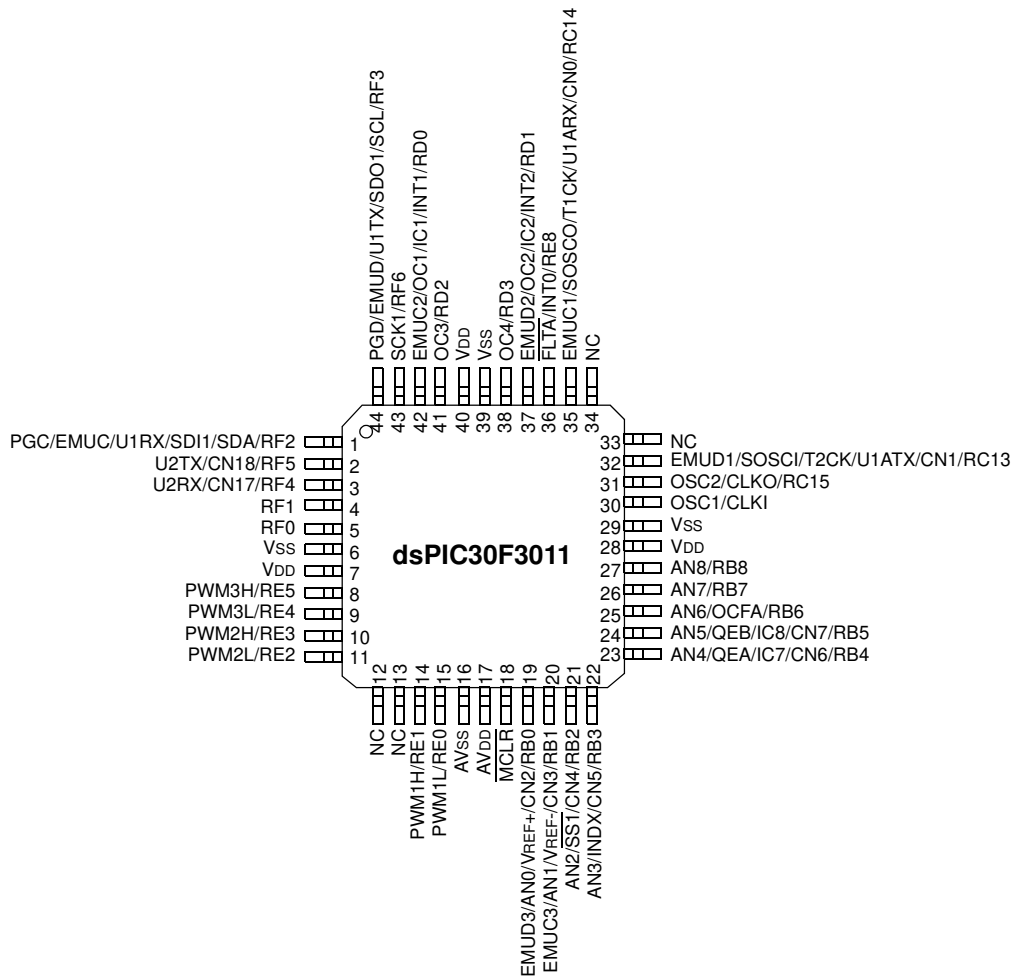 PGD/EMUD/U1TX/SDO1/SCL/RF3
SCK1/RF6
EMUC2/OC1/IC1/INT1/RD0
OC3/RD2
VDD
VSS
OC4/RD3
EMUD2/OC2/IC2/INT2/RD1
FLTA/INT0/RE8
EMUC1/SOSCO/T1CK/U1ARX/CN0/RC14
NC
44
43
42
41
40
39
38
37
36
35
34
PGC/EMUC/U1RX/SDI1/SDA/RF2 1
U2TX/CN18/RF5 2
U2RX/CN17/RF4 3
RF1 4
RF0 5
VSS 6
VDD 7
PWM3H/RE5 8
PWM3L/RE4 9
PWM2H/RE3 10
PWM2L/RE2 11
dsPIC30F3011
33 NC
32 EMUD1/SOSCI/T2CK/U1ATX/CN1/RC13
31 OSC2/CLKO/RC15
30 OSC1/CLKI
29 VSS
28 VDD
27 AN8/RB8
26 AN7/RB7
25 AN6/OCFA/RB6
24 AN5/QEB/IC8/CN7/RB5
23 AN4/QEA/IC7/CN6/RB4
12
13
14
15
16
17
18
19
20
21
22
NC
NC
PWM1H/RE1
PWM1L/RE0
AVSS
AVDD
MCLR
EMUD3/AN0/VREF+/CN2/RB0
EMUC3/AN1/VREF-/CN3/RB1
AN2/SS1/CN4/RB2
AN3/INDX/CN5/RB3